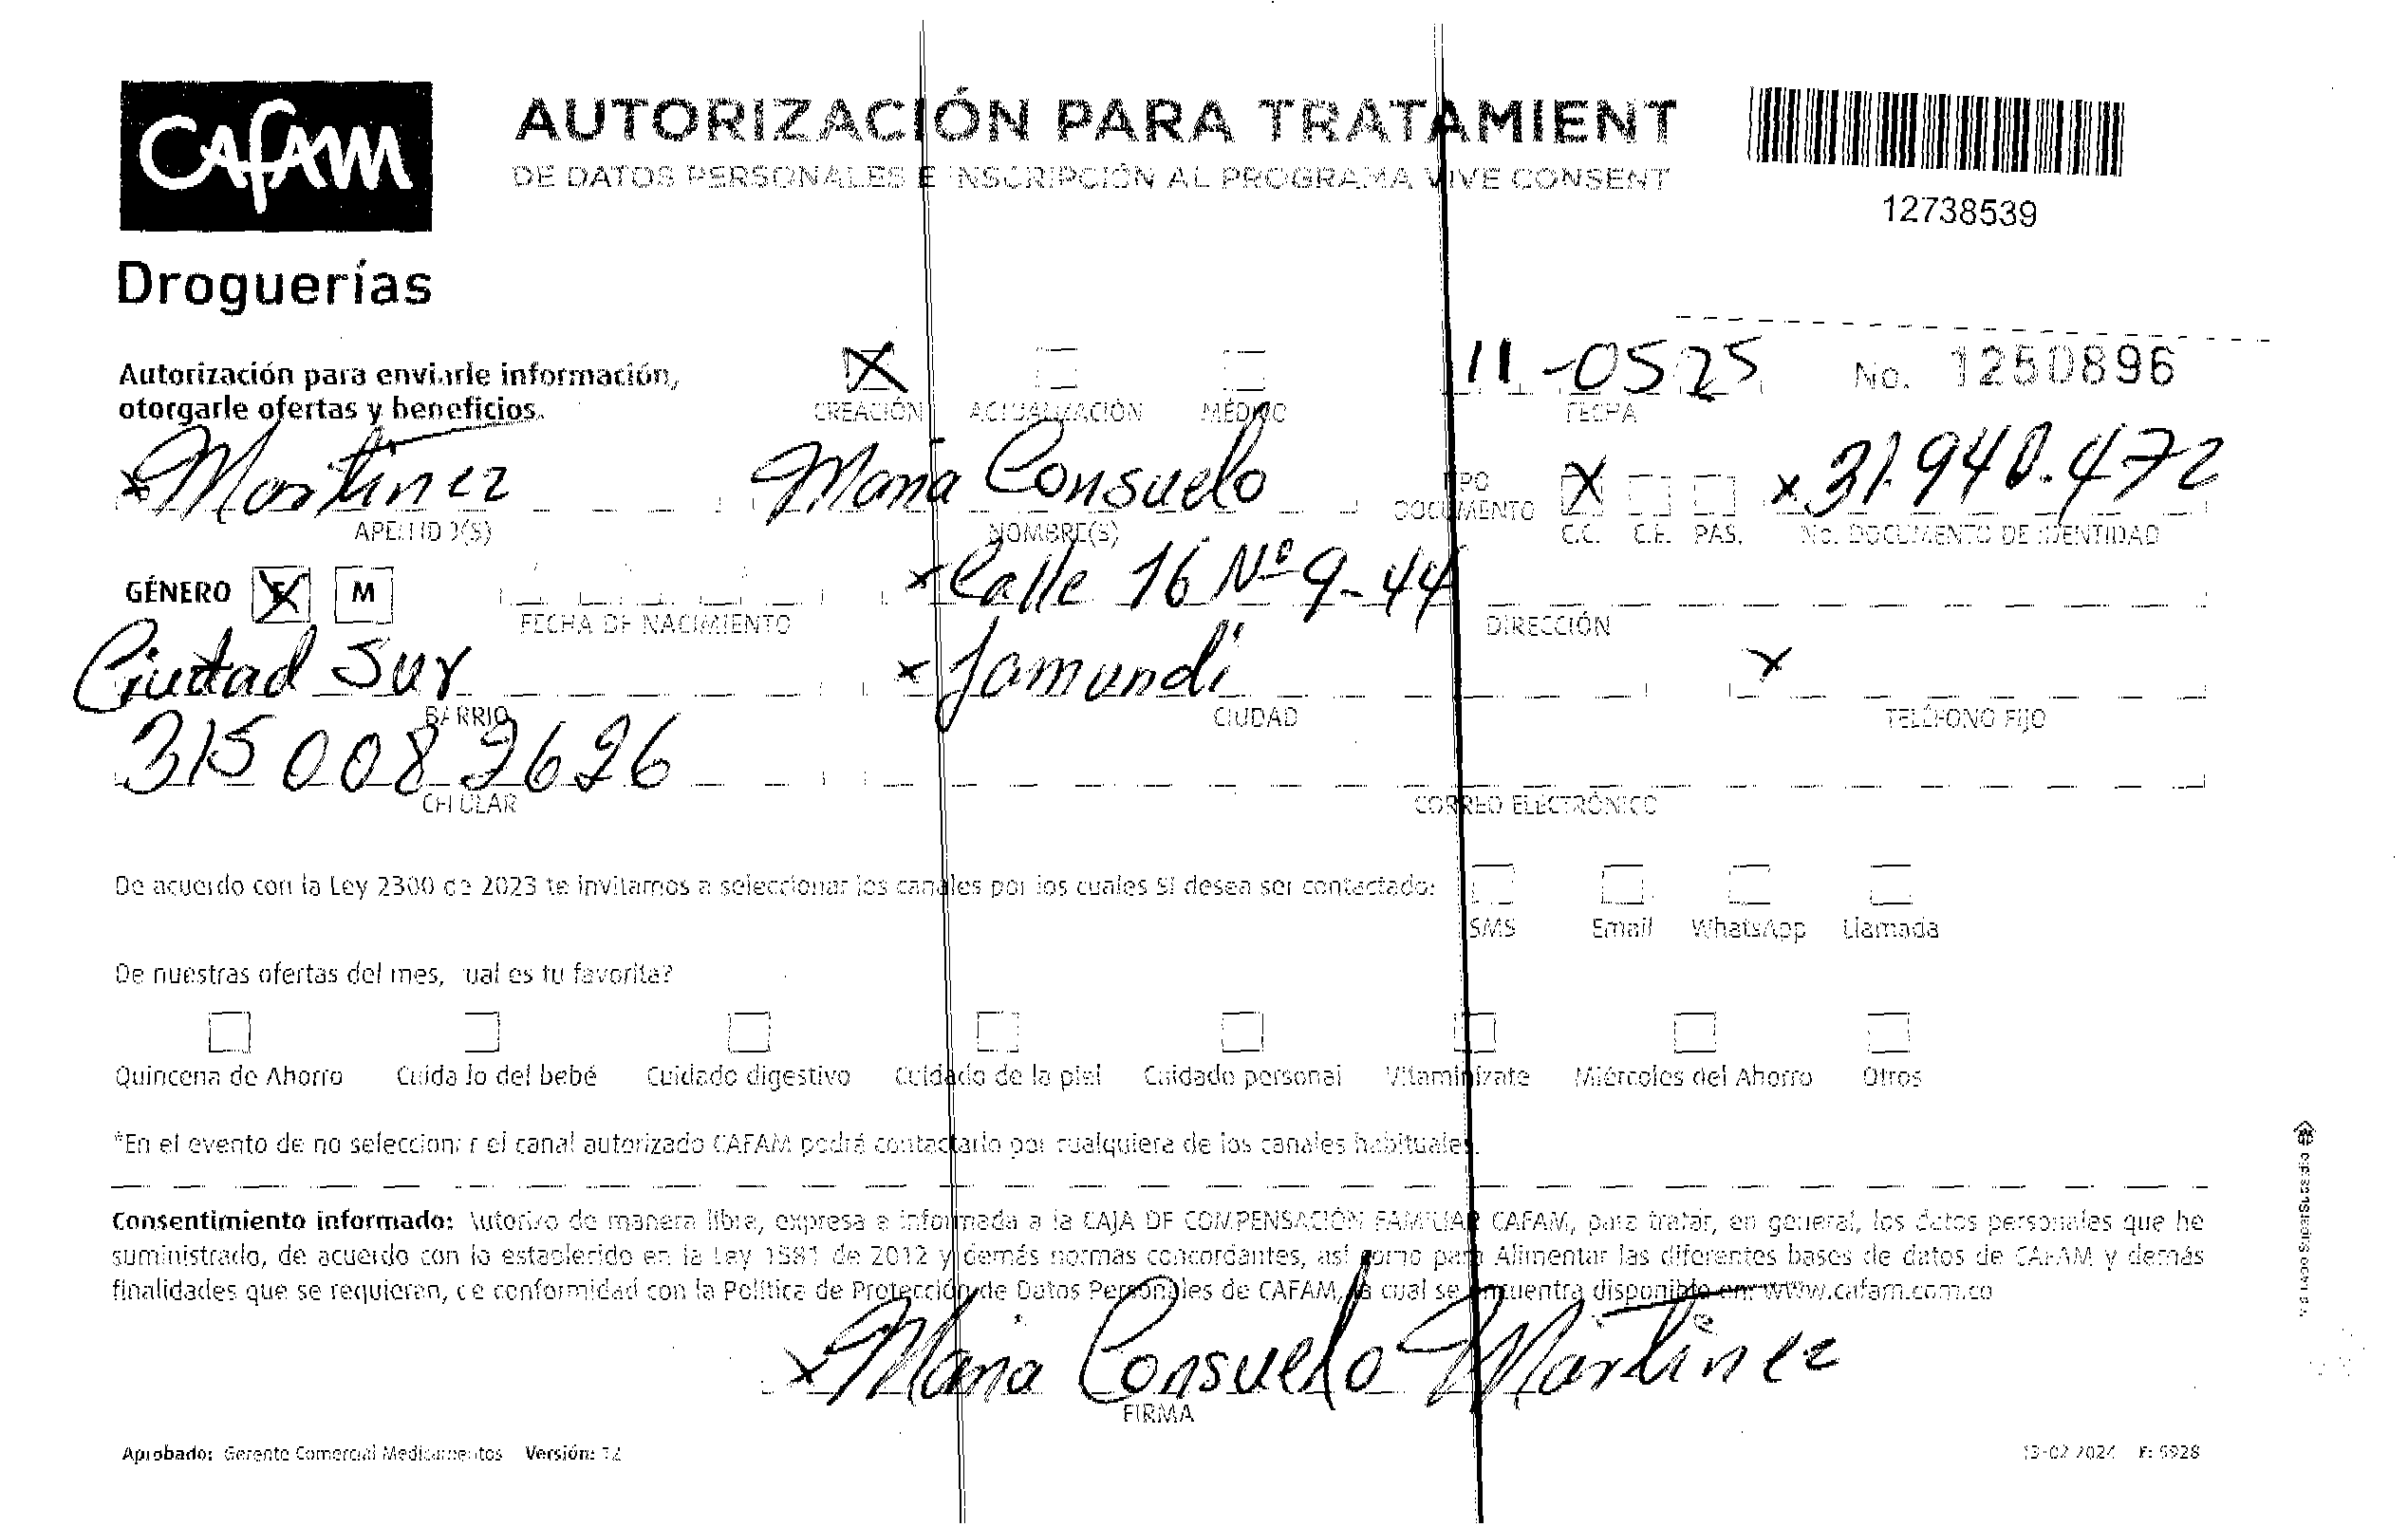 CAFAM
Droguerías
AUTORIZACIÓN PARA TRATAMIENT
DE DATOS PERSONALES E INSCRIPCIÓN AL PROGRAMA VIVE CONSENT
12738539
Autorización para enviarle información,
otorgarle ofertas y beneficios.
X CREACIÓN ACTUALIZACIÓN MÉDICO
11-0525
FECHA
No. 1250896
x Martinez
APELLIDO(S)
Maria Consuelo
NOMBRE(S)
TIPO DOCUMENTO X C.C. C.E. PAS.
x 31.940.472
No. DOCUMENTO DE IDENTIDAD
GÉNERO F X M
FECHA DE NACIMIENTO
x Calle 16 Nº 9-44
DIRECCIÓN
Ciudad Sur
BARRIO
x Jamundi
CIUDAD
x
TELÉFONO FIJO
315 008 2626
CELULAR
CORREO ELECTRÓNICO
De acuerdo con la Ley 2300 de 2023 te invitamos a seleccionar los canales por los cuales SI desea ser contactado:
SMS Email WhatsApp Llamada
De nuestras ofertas del mes, cual es tu favorita?
Quincena de Ahorro Cuidado del bebé Cuidado digestivo Cuidado de la piel Cuidado personal Vitaminízate Miércoles del Ahorro Otros
*En el evento de no seleccionar el canal autorizado CAFAM podrá contactarlo por cualquiera de los canales habituales.
Consentimiento informado: Autorizo de manera libre, expresa e informada a la CAJA DE COMPENSACIÓN FAMILIAR CAFAM, para tratar, en general, los datos personales que he
suministrado, de acuerdo con lo establecido en la Ley 1581 de 2012 y demás normas concordantes, así como para Alimentar las diferentes bases de datos de CAFAM y demás
finalidades que se requieran, de conformidad con la Política de Protección de Datos Personales de CAFAM, la cual se encuentra disponible en: www.cafam.com.co
x Maria Consuelo Martinez
FIRMA
Aprobado: Gerente Comercial Medicamentos Versión: 12
13-02 2024 F: 5928